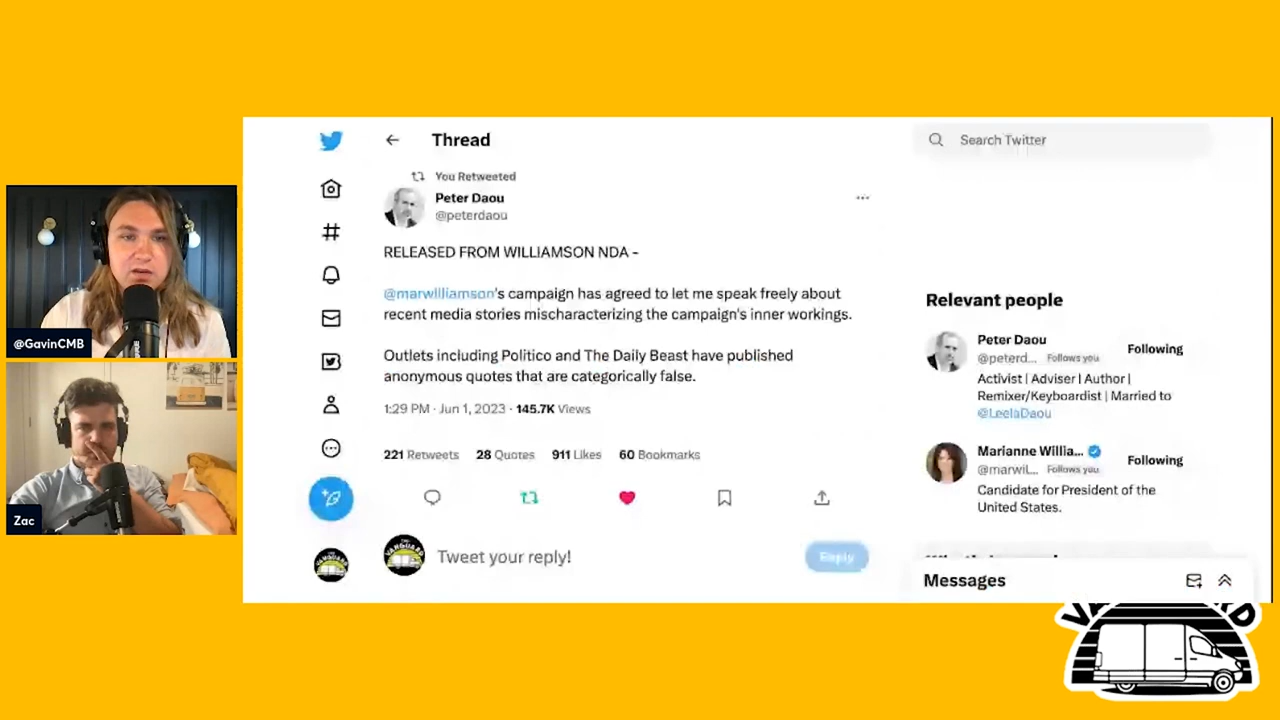 @GavinCMB
Zac
Thread
You Retweeted
Peter Daou
@peterdaou
RELEASED FROM WILLIAMSON NDA -
@marwilliamson's campaign has agreed to let me speak freely about
recent media stories mischaracterizing the campaign's inner workings.
Outlets including Politico and The Daily Beast have published
anonymous quotes that are categorically false.
1:29 PM · Jun 1, 2023 · 145.7K Views
221 Retweets 28 Quotes 911 Likes 60 Bookmarks
Tweet your reply!
Reply
Search Twitter
Relevant people
Peter Daou
@peterd... Follows you
Following
Activist | Adviser | Author |
Remixer/Keyboardist | Married to
@LeelaDaou
Marianne Willia...
@marwil... Follows you
Following
Candidate for President of the
United States.
Messages
VANGUARD